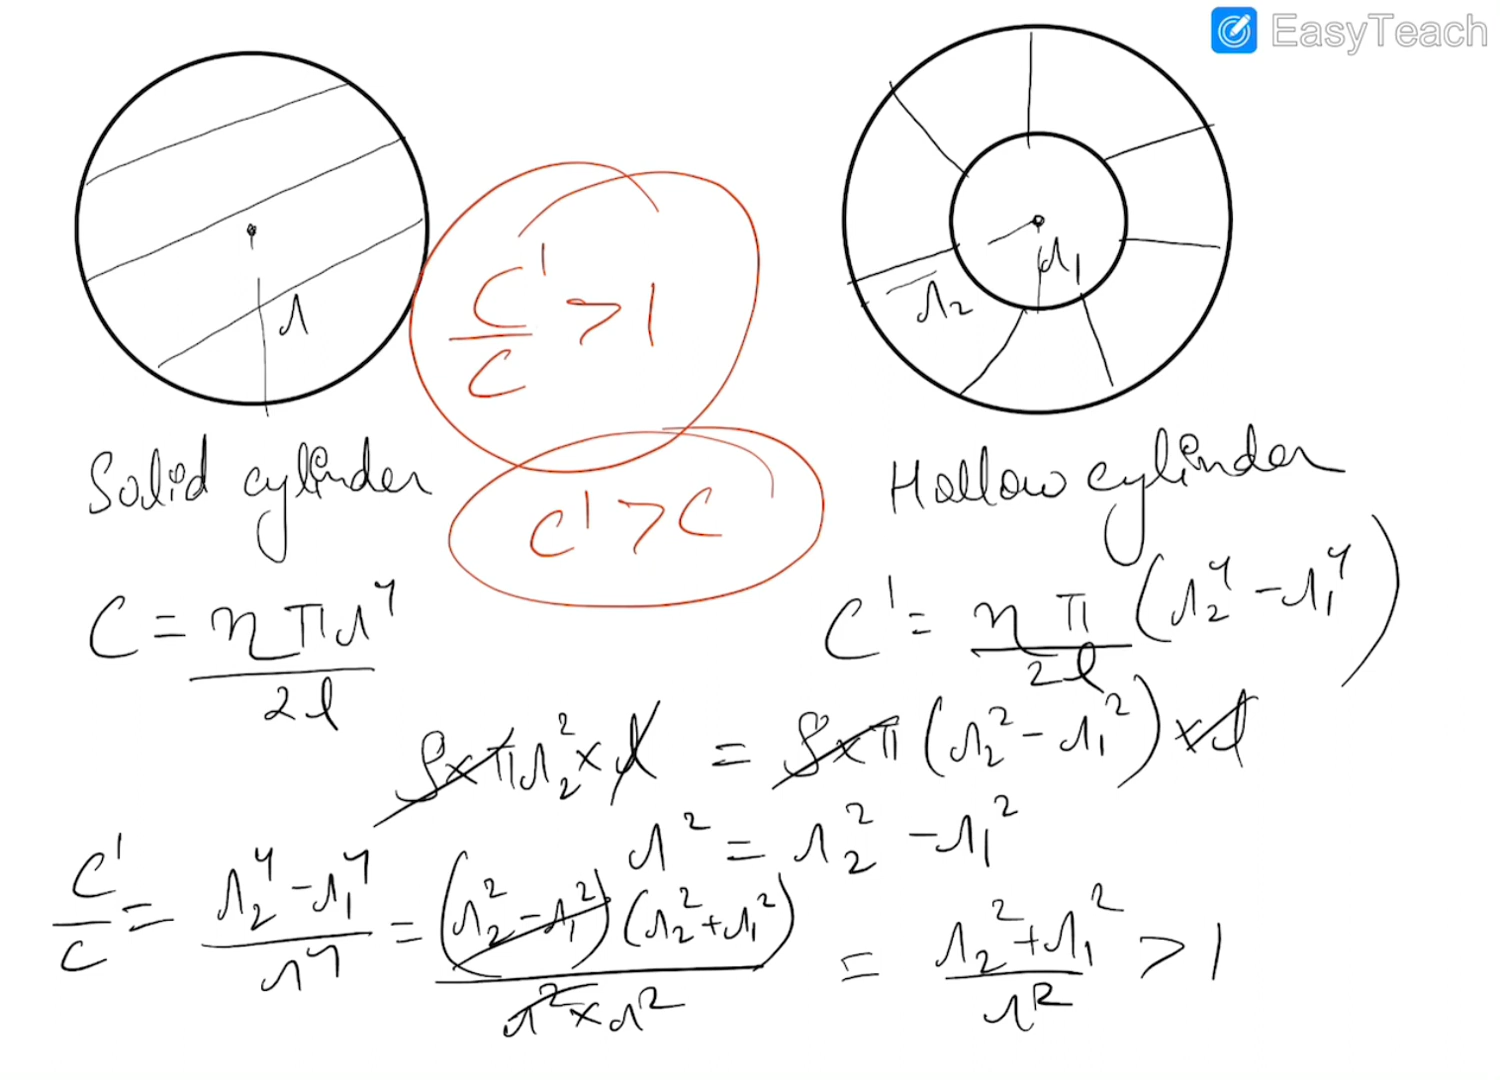 EasyTeach
r
r₁
r₂
C'/C > 1
Solid cylinder
Hollow cylinder
C' > C
C = ηπr⁴/2l
C' = ηπ/2l (r₂⁴ - r₁⁴)
ρ×πr₂² × l = ρ×π (r₂² - r₁²) × l
r² = r₂² - r₁²
C'/C = (r₂⁴ - r₁⁴)/r⁴ = (r₂² - r₁²)(r₂² + r₁²)/(r² × r²) = (r₂² + r₁²)/r² > 1